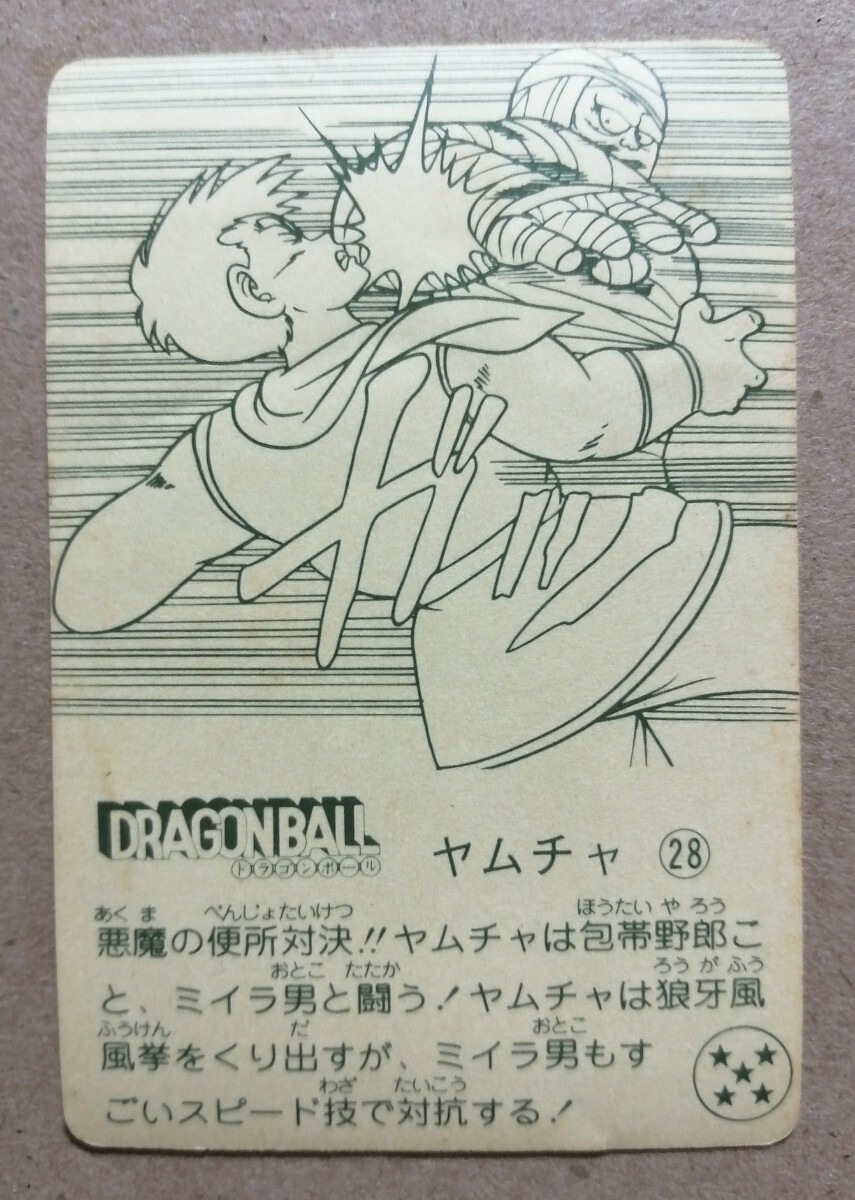 ガッ
DRAGONBALL
ドラゴンボール
ヤムチャ ㉘
あくま べんじょたいけつ ほうたいやろう
悪魔の便所対決!!ヤムチャは包帯野郎こ
おとこ たたか ろうがふう
と、ミイラ男と闘う!ヤムチャは狼牙風
ふうけん だ おとこ
風拳をくり出すが、ミイラ男もす
わざ たいこう
ごいスピード技で対抗する!